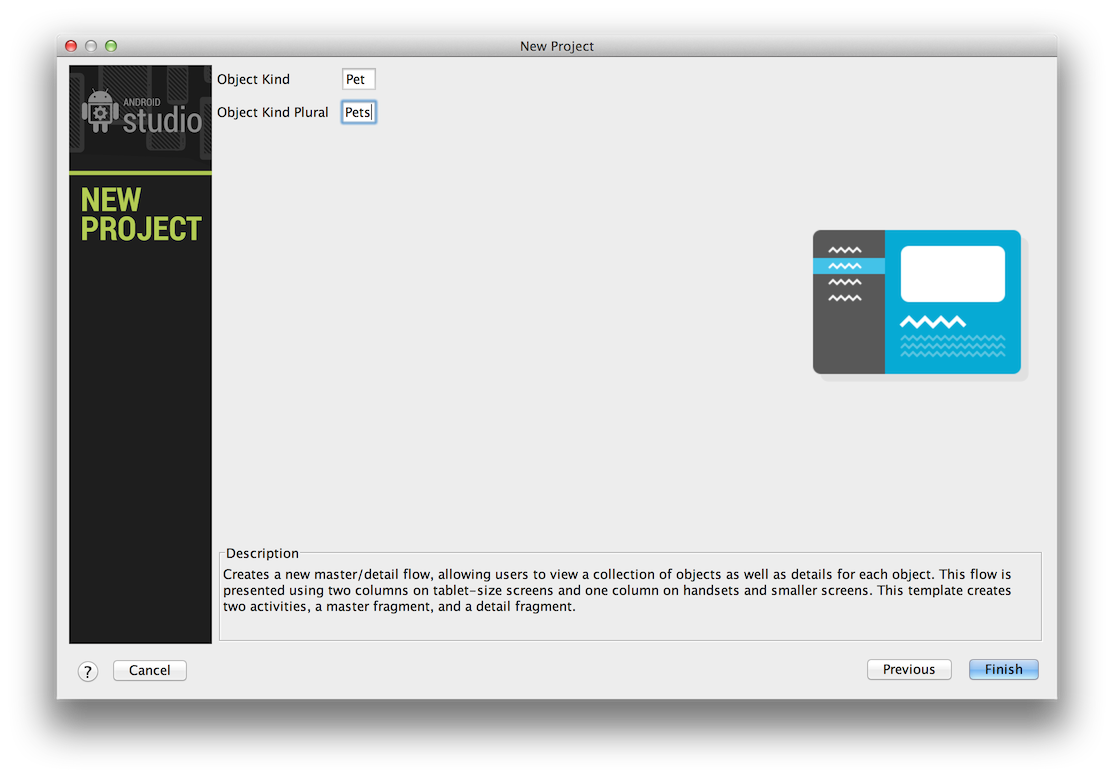 New Project
ANDROID
studio
NEW
PROJECT
Object Kind Pet
Object Kind Plural Pets
Description
Creates a new master/detail flow, allowing users to view a collection of objects as well as details for each object. This flow is
presented using two columns on tablet-size screens and one column on handsets and smaller screens. This template creates
two activities, a master fragment, and a detail fragment.
? Cancel Previous Finish